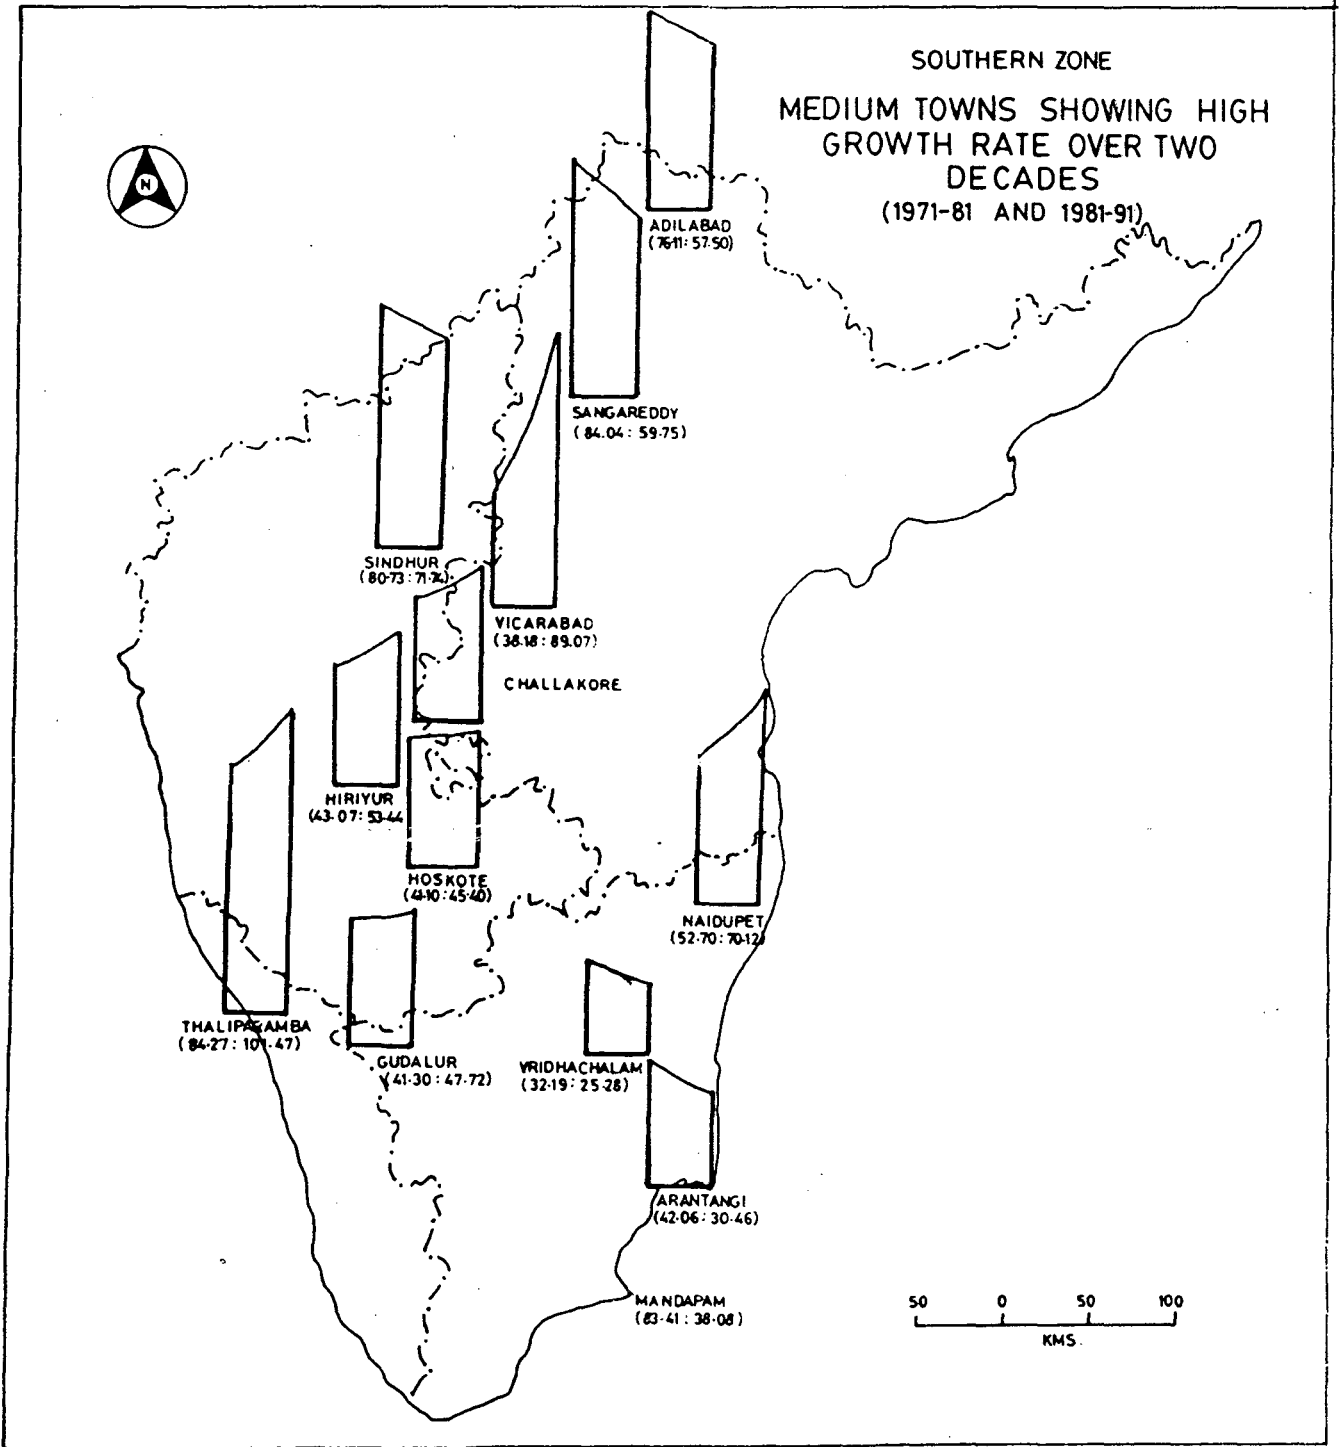 SOUTHERN ZONE
MEDIUM TOWNS SHOWING HIGH
GROWTH RATE OVER TWO
DECADES
(1971-81 AND 1981-91)
N
ADILABAD
(76·11: 57·50)
SANGAREDDY
(84.04: 59·75)
SINDHUR
(80·73: 71·74)
VICARABAD
(38·18: 89.07)
CHALLAKORE
HIRIYUR
(43·07: 53·44
HOSKOTE
(41·10: 45·40)
NAIDUPET
(52·70: 70·12)
THALIPARAMBA
(84·27: 101·47)
GUDALUR
(41·30: 47·72)
VRIDHACHALAM
(32·19: 25·28)
ARANTANGI
(42·06: 30·46)
MANDAPAM
(83·41: 38·08)
50 0 50 100
KMS.